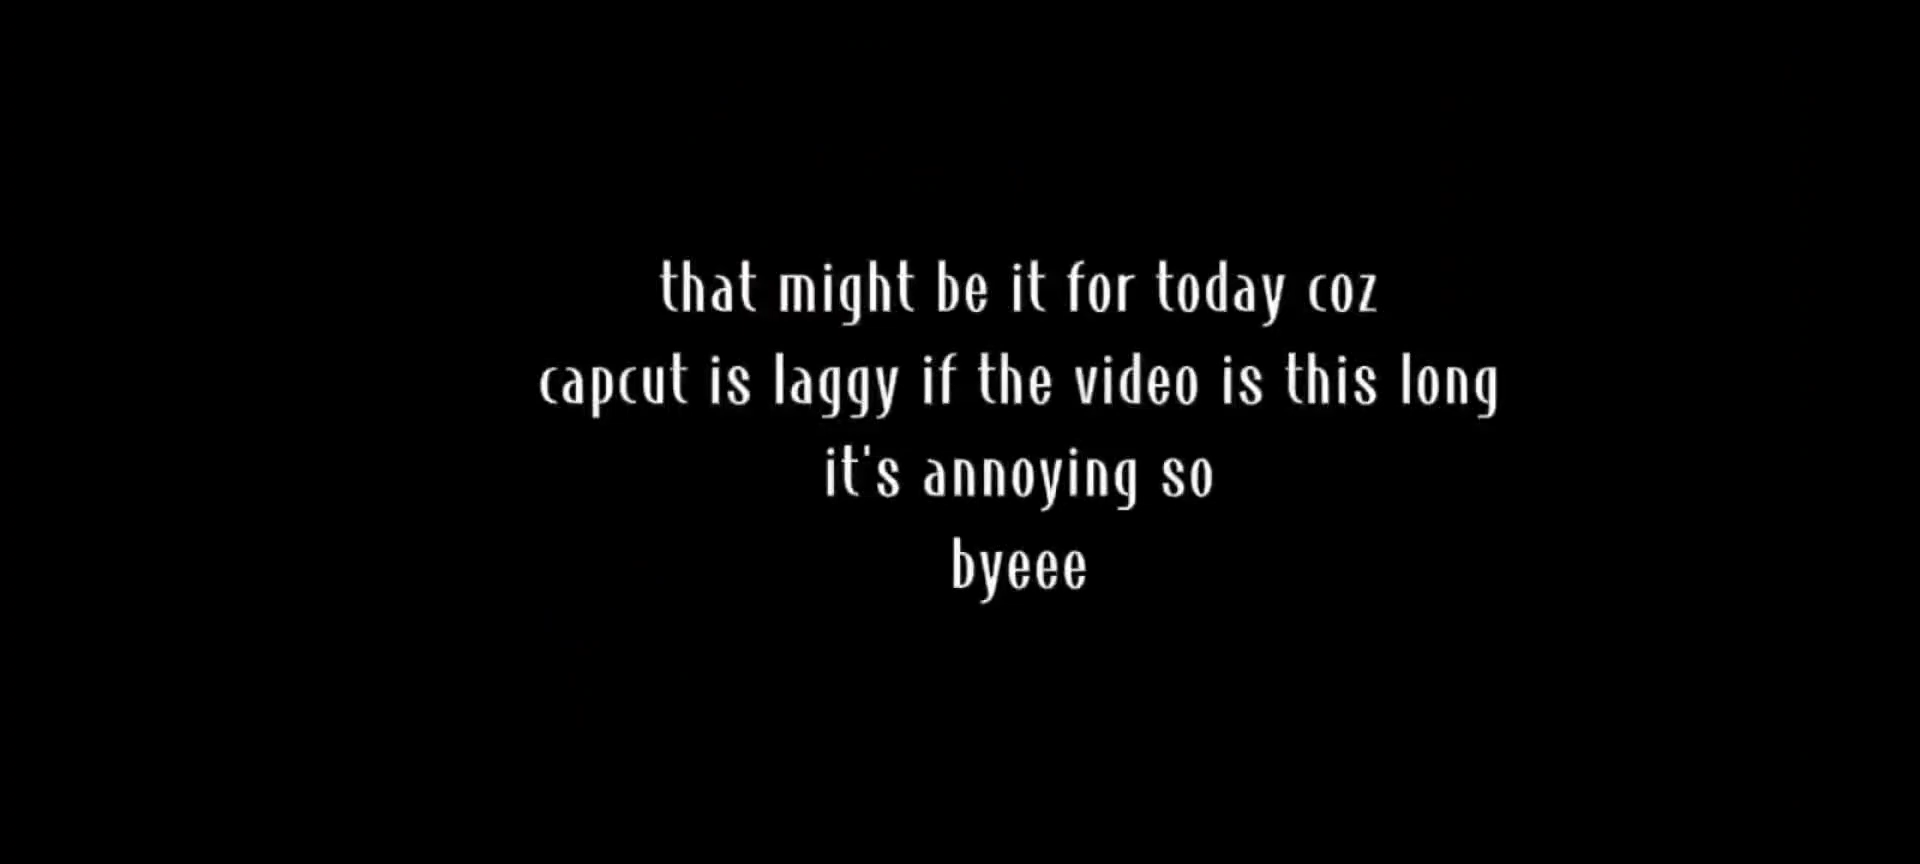 that might be it for today coz
capcut is laggy if the video is this long
it's annoying so
byeee